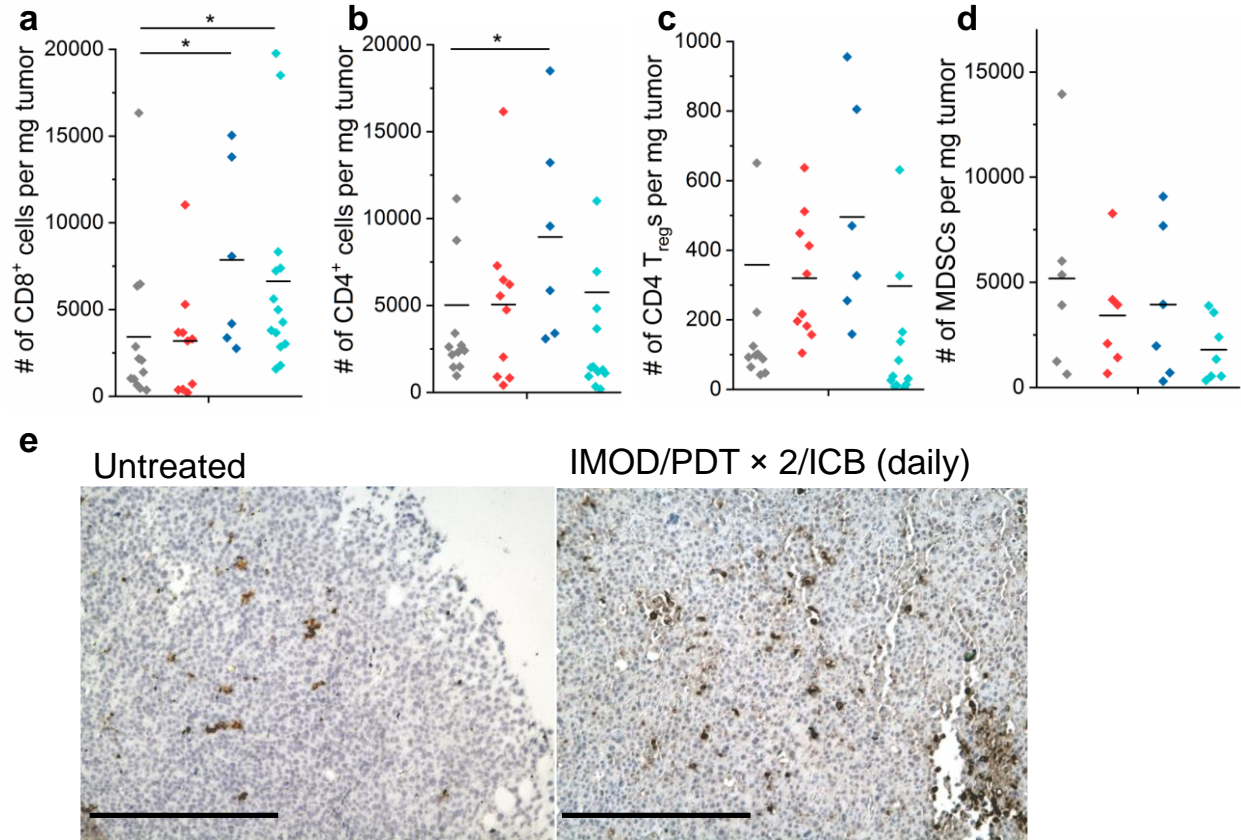 a
# of CD8⁺ cells per mg tumor
20000
15000
10000
5000
0
*
*
b
# of CD4⁺ cells per mg tumor
20000
15000
10000
5000
0
*
c
# of CD4 Tregs per mg tumor
1000
800
600
400
200
0
d
# of MDSCs per mg tumor
15000
10000
5000
0
e
Untreated
IMOD/PDT × 2/ICB (daily)